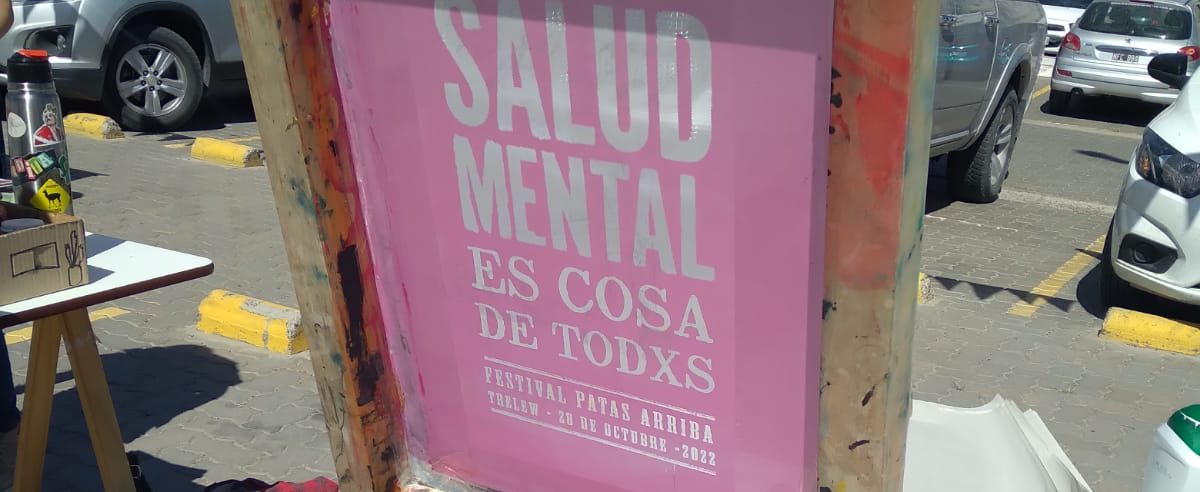 SALUD
MENTAL
ES COSA
DE TODXS
FESTIVAL PATAS ARRIBA
TRELEW - 28 DE OCTUBRE -2022